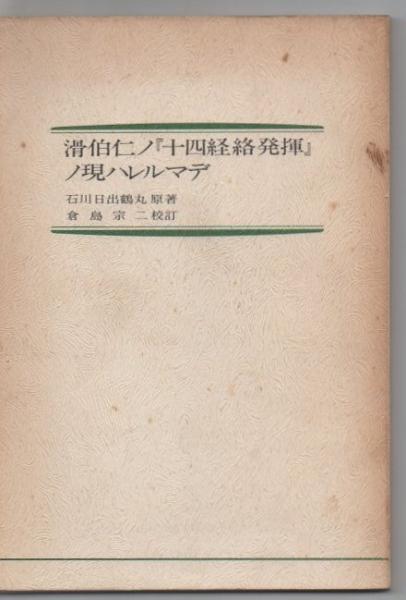 滑伯仁ノ『十四経絡発揮』
ノ現ハレルマデ
石川日出鶴丸原著
倉島宗二校訂